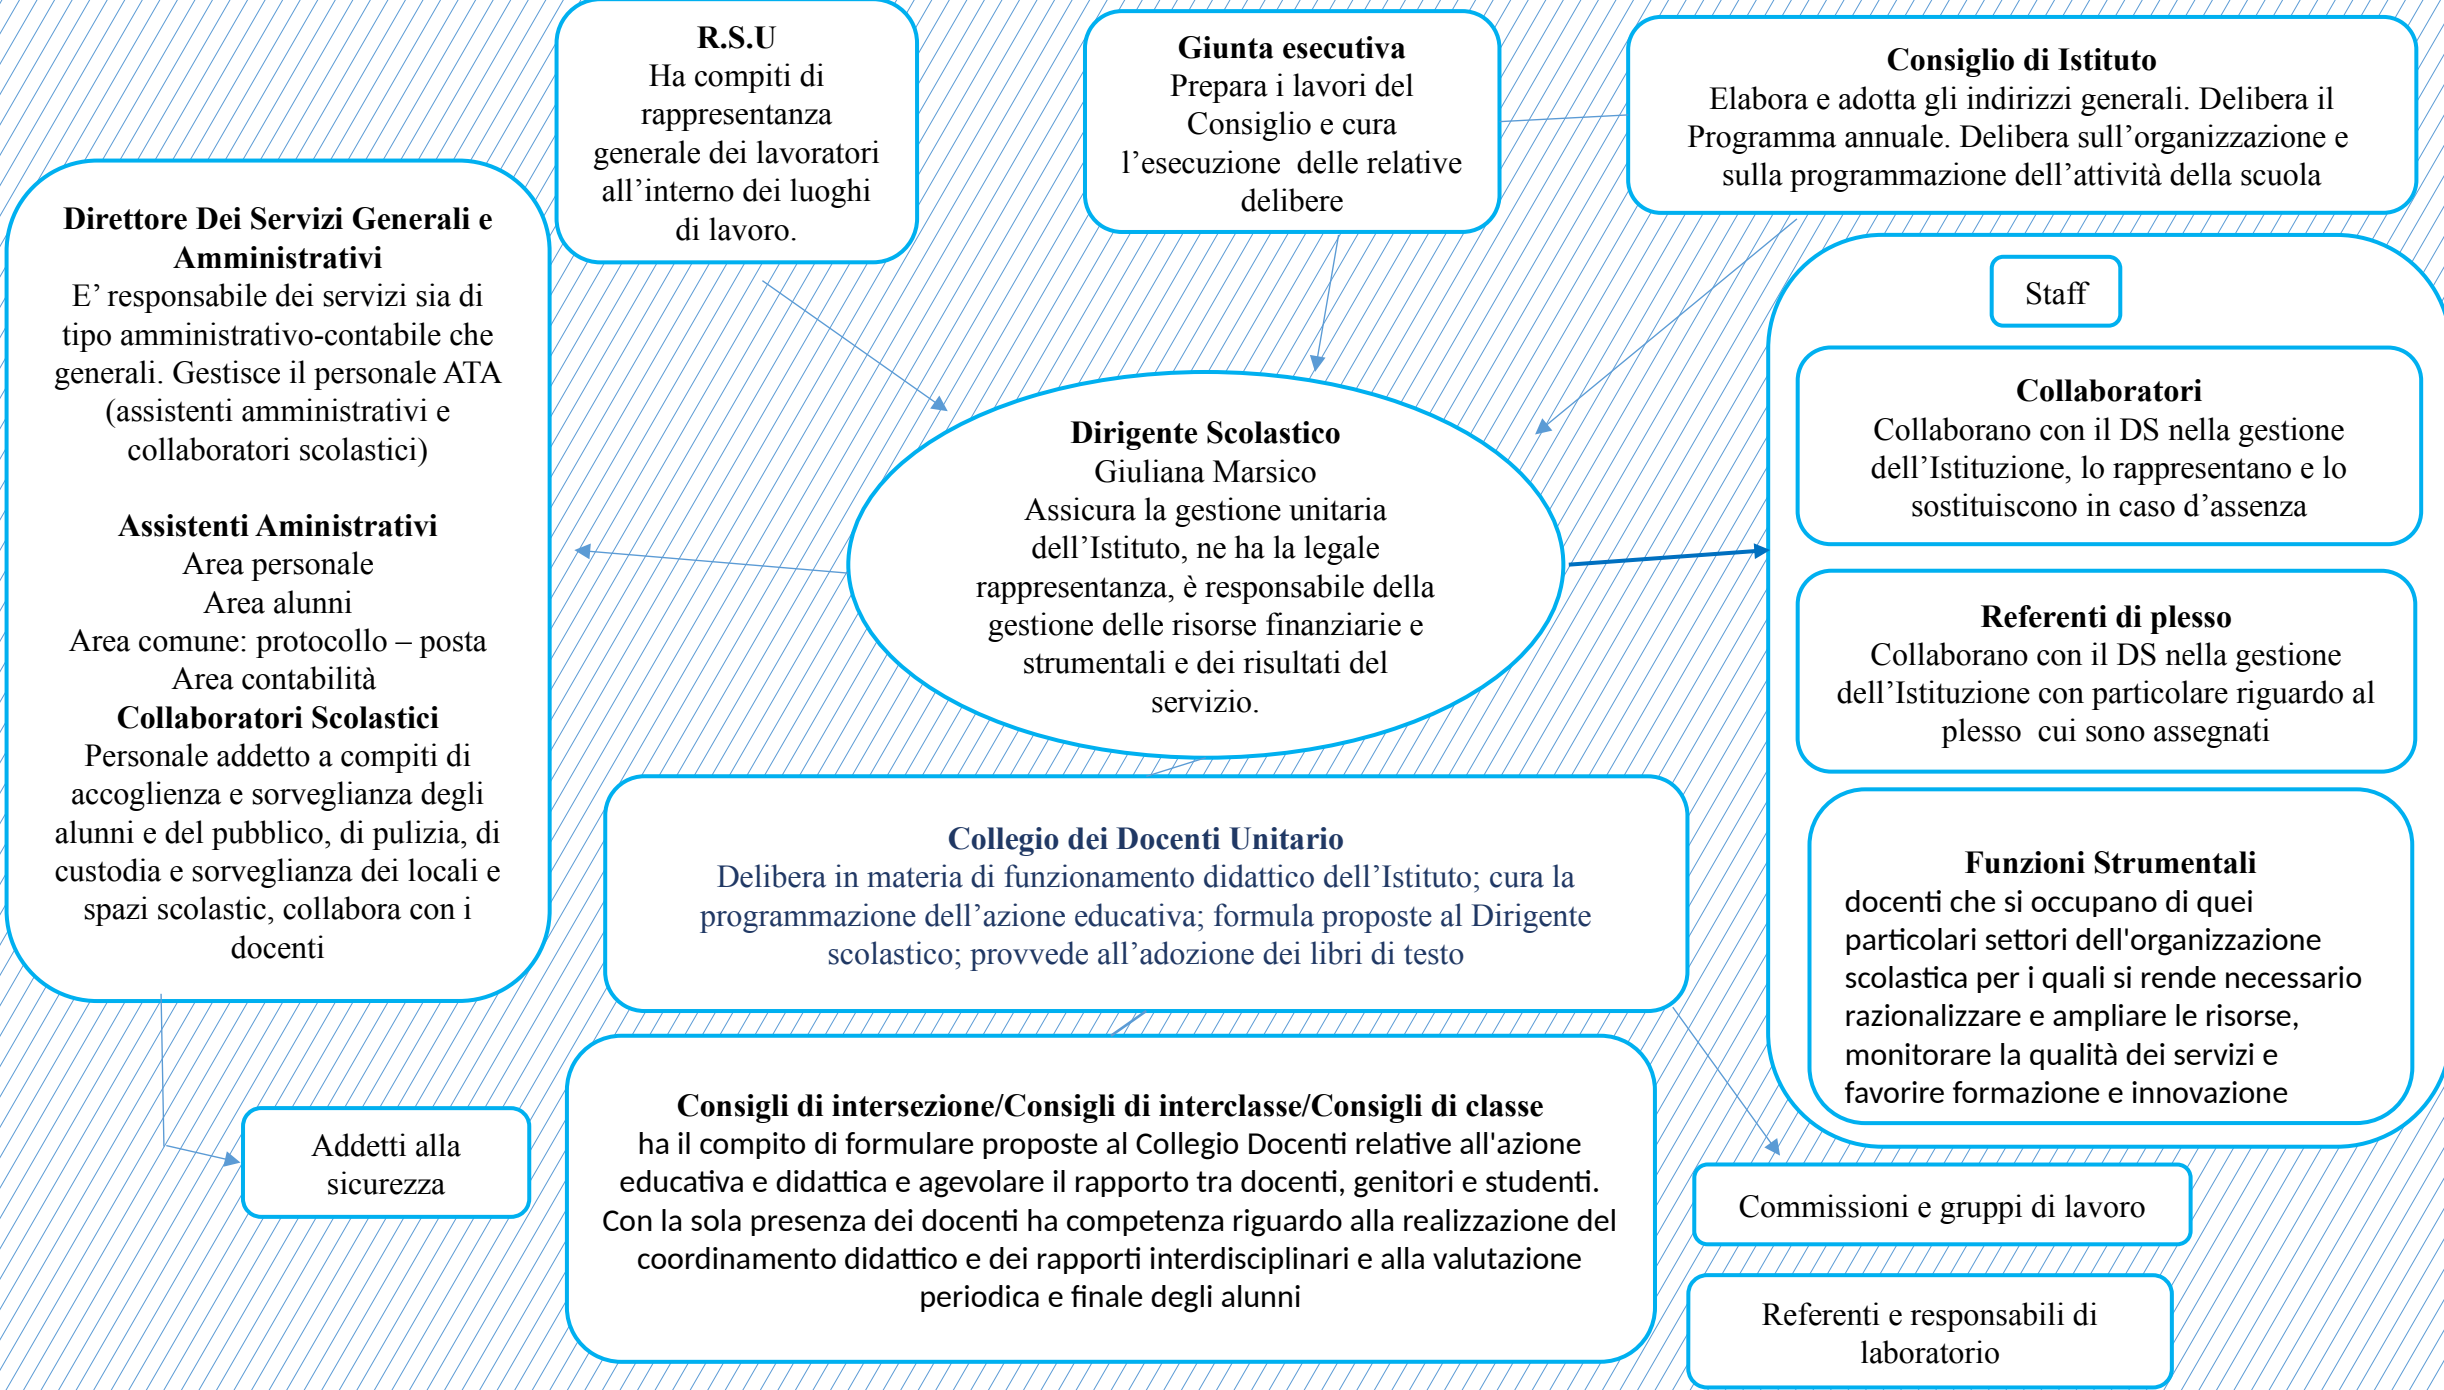 R.S.U
Ha compiti di
rappresentanza
generale dei lavoratori
all’interno dei luoghi
di lavoro.
Giunta esecutiva
Prepara i lavori del
Consiglio e cura
l’esecuzione  delle relative
delibere
Consiglio di Istituto
Elabora e adotta gli indirizzi generali. Delibera il
Programma annuale. Delibera sull’organizzazione e
sulla programmazione dell’attività della scuola
Direttore Dei Servizi Generali e
Amministrativi
E’ responsabile dei servizi sia di
tipo amministrativo-contabile che
generali. Gestisce il personale ATA
(assistenti amministrativi e
collaboratori scolastici)
Assistenti Aministrativi
Area personale
Area alunni
Area comune: protocollo – posta
Area contabilità
Collaboratori Scolastici
Personale addetto a compiti di
accoglienza e sorveglianza degli
alunni e del pubblico, di pulizia, di
custodia e sorveglianza dei locali e
spazi scolastic, collabora con i
docenti
Dirigente Scolastico
Giuliana Marsico
Assicura la gestione unitaria
dell’Istituto, ne ha la legale
rappresentanza, è responsabile della
gestione delle risorse finanziarie e
strumentali e dei risultati del
servizio.
Staff
Collaboratori
Collaborano con il DS nella gestione
dell’Istituzione, lo rappresentano e lo
sostituiscono in caso d’assenza
Referenti di plesso
Collaborano con il DS nella gestione
dell’Istituzione con particolare riguardo al
plesso  cui sono assegnati
Funzioni Strumentali
docenti che si occupano di quei
particolari settori dell'organizzazione
scolastica per i quali si rende necessario
razionalizzare e ampliare le risorse,
monitorare la qualità dei servizi e
favorire formazione e innovazione
Collegio dei Docenti Unitario
Delibera in materia di funzionamento didattico dell’Istituto; cura la
programmazione dell’azione educativa; formula proposte al Dirigente
scolastico; provvede all’adozione dei libri di testo
Consigli di intersezione/Consigli di interclasse/Consigli di classe
ha il compito di formulare proposte al Collegio Docenti relative all'azione
educativa e didattica e agevolare il rapporto tra docenti, genitori e studenti.
Con la sola presenza dei docenti ha competenza riguardo alla realizzazione del
coordinamento didattico e dei rapporti interdisciplinari e alla valutazione
periodica e finale degli alunni
Addetti alla
sicurezza
Commissioni e gruppi di lavoro
Referenti e responsabili di
laboratorio